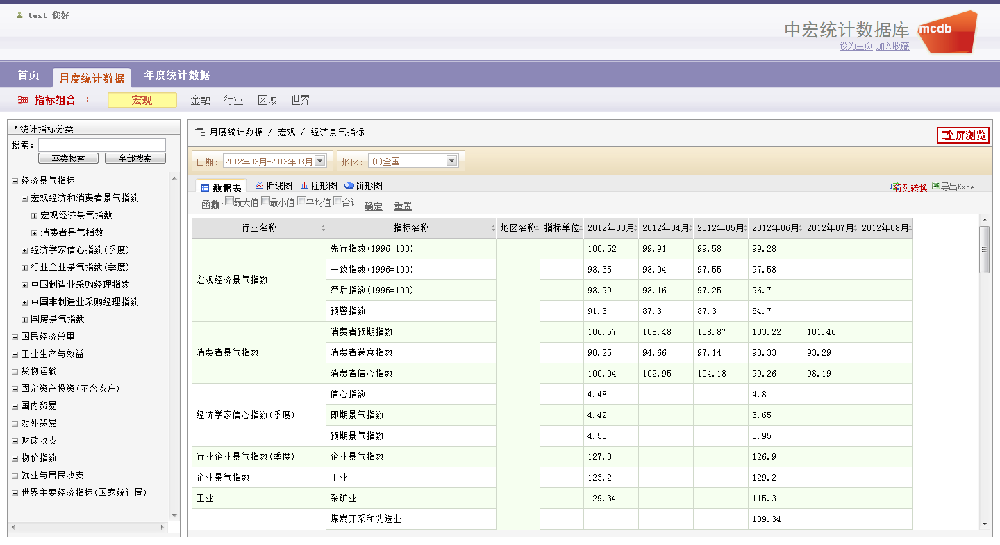 test 您好
中宏统计数据库
mcdb
设为主页 加入收藏
首页 月度统计数据 年度统计数据
指标组合 宏观 金融 行业 区域 世界
统计指标分类
搜索：
本类搜索 全部搜索
经济景气指标
宏观经济和消费者景气指数
宏观经济景气指数
消费者景气指数
经济学家信心指数(季度)
行业企业景气指数(季度)
中国制造业采购经理指数
中国非制造业采购经理指数
国房景气指数
国民经济总量
工业生产与效益
货物运输
固定资产投资(不含农户)
国内贸易
对外贸易
财政收支
物价指数
就业与居民收支
世界主要经济指标(国家统计局)
月度统计数据 / 宏观 / 经济景气指标
全屏浏览
日期： 2012年03月-2013年03月 地区： (1)全国
数据表 折线图 柱形图 饼形图 行列转换 导出Excel
函数: 最大值 最小值 平均值 合计 确定 重置
行业名称 指标名称 地区名称 指标单位 2012年03月 2012年04月 2012年05月 2012年06月 2012年07月 2012年08月
宏观经济景气指数 先行指数(1996=100) 100.52 99.91 99.58 99.28
一致指数(1996=100) 98.35 98.04 97.55 97.58
滞后指数(1996=100) 98.99 98.16 97.25 96.7
预警指数 91.3 87.3 87.3 84.7
消费者景气指数 消费者预期指数 106.57 108.48 108.87 103.22 101.46
消费者满意指数 90.25 94.66 97.14 93.33 93.29
消费者信心指数 100.04 102.95 104.18 99.26 98.19
经济学家信心指数(季度) 信心指数 4.48 4.8
即期景气指数 4.42 3.65
预期景气指数 4.53 5.95
行业企业景气指数(季度) 企业景气指数 127.3 126.9
企业景气指数 工业 123.2 129.2
工业 采矿业 129.34 115.3
煤炭开采和洗选业 109.34